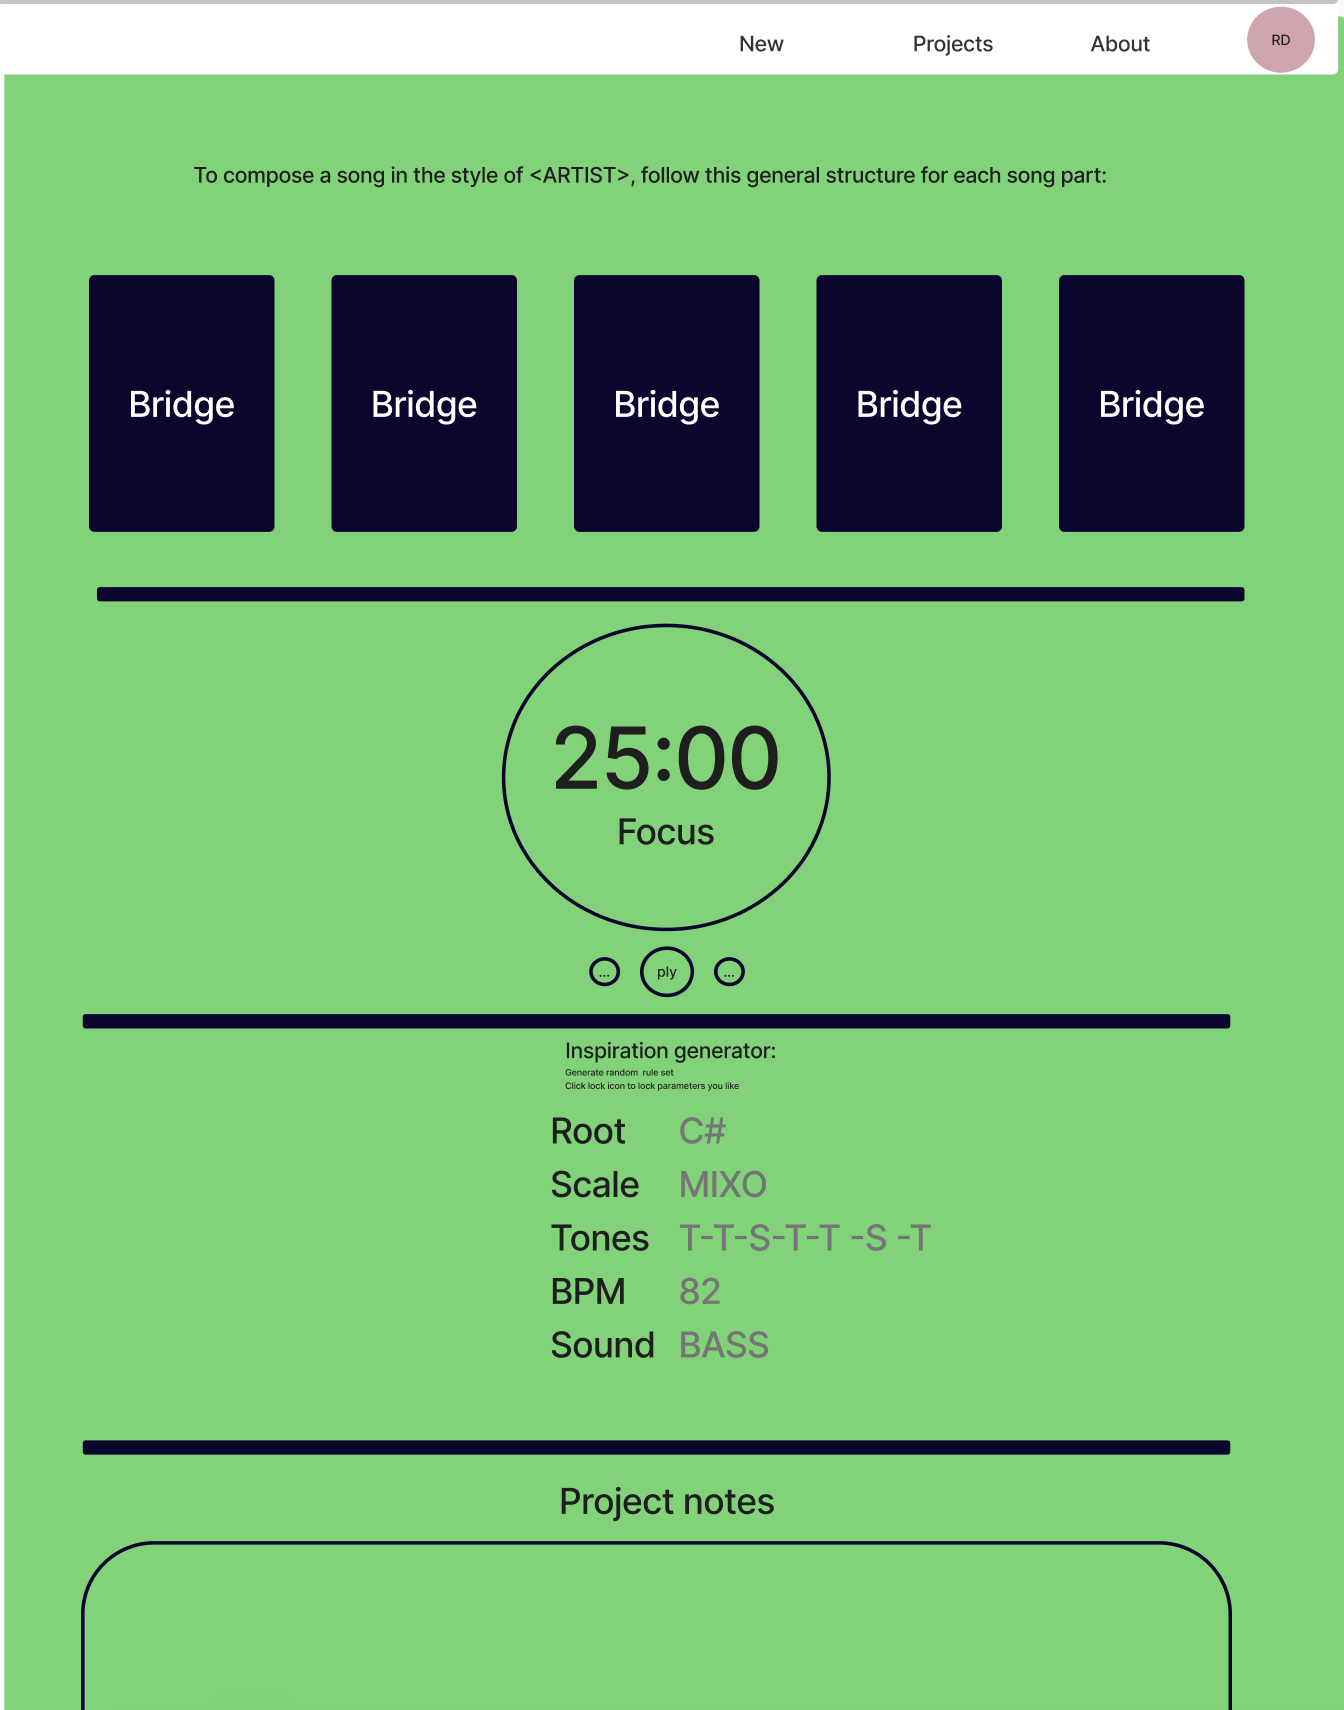 New Projects About RD
To compose a song in the style of <ARTIST>, follow this general structure for each song part:
Bridge Bridge Bridge Bridge Bridge
25:00
Focus
... ply ...
Inspiration generator:
Generate random rule set
Click lock icon to lock parameters you like
Root C#
Scale MIXO
Tones T-T-S-T-T -S -T
BPM 82
Sound BASS
Project notes